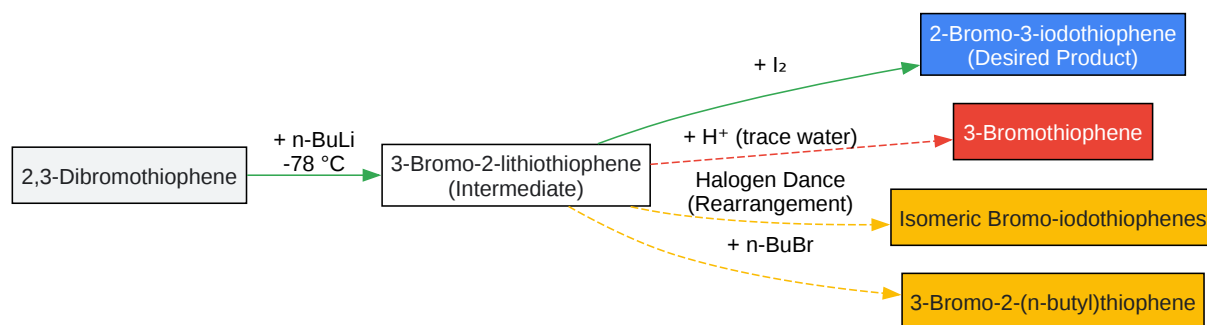 2,3-Dibromothiophene
+ n-BuLi
-78 °C
3-Bromo-2-lithiothiophene
(Intermediate)
+ I₂
2-Bromo-3-iodothiophene
(Desired Product)
+ H⁺ (trace water)
3-Bromothiophene
Halogen Dance
(Rearrangement)
Isomeric Bromo-iodothiophenes
+ n-BuBr
3-Bromo-2-(n-butyl)thiophene